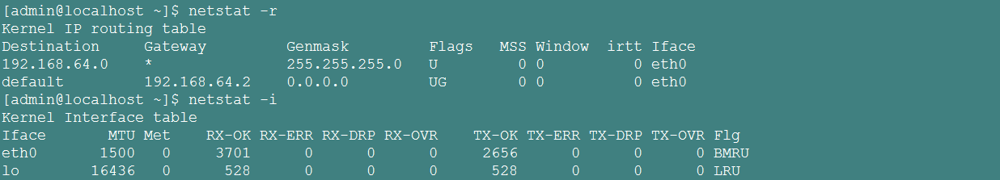 [admin@localhost ~]$ netstat -r
Kernel IP routing table
Destination     Gateway         Genmask         Flags   MSS Window  irtt Iface
192.168.64.0    *               255.255.255.0   U         0 0          0 eth0
default         192.168.64.2    0.0.0.0         UG        0 0          0 eth0
[admin@localhost ~]$ netstat -i
Kernel Interface table
Iface       MTU Met    RX-OK RX-ERR RX-DRP RX-OVR    TX-OK TX-ERR TX-DRP TX-OVR Flg
eth0       1500   0     3701      0      0      0     2656      0      0      0 BMRU
lo        16436   0      528      0      0      0      528      0      0      0 LRU